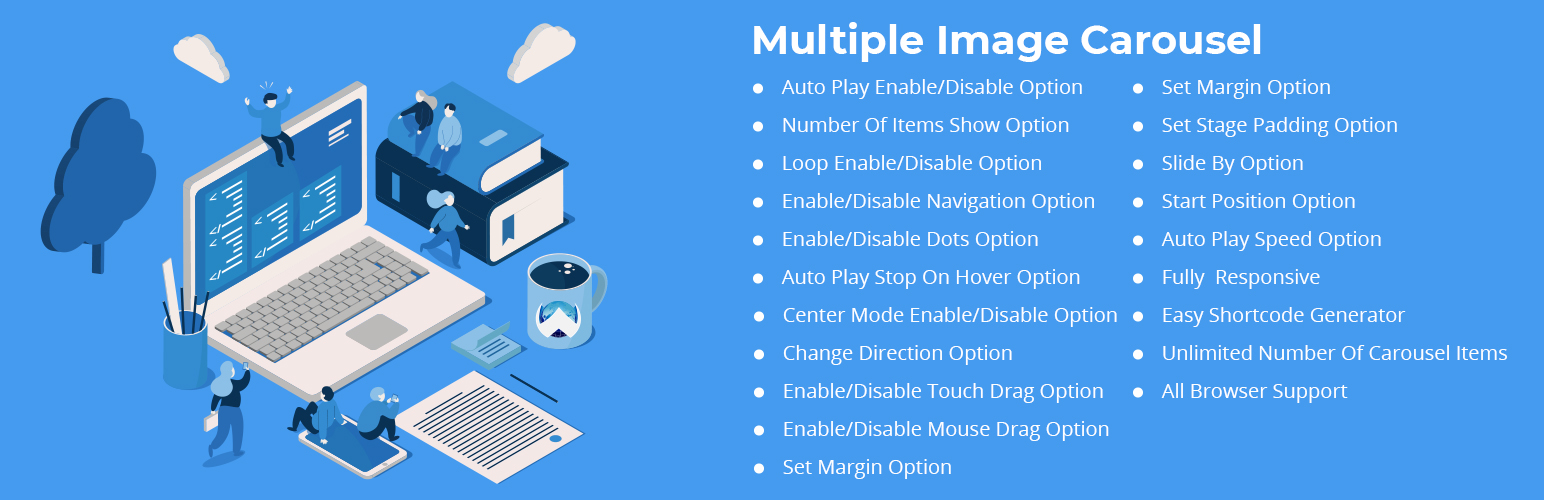 Multiple Image Carousel
Auto Play Enable/Disable Option
Number Of Items Show Option
Loop Enable/Disable Option
Enable/Disable Navigation Option
Enable/Disable Dots Option
Auto Play Stop On Hover Option
Center Mode Enable/Disable Option
Change Direction Option
Enable/Disable Touch Drag Option
Enable/Disable Mouse Drag Option
Set Margin Option
Set Margin Option
Set Stage Padding Option
Slide By Option
Start Position Option
Auto Play Speed Option
Fully  Responsive
Easy Shortcode Generator
Unlimited Number Of Carousel Items
All Browser Support